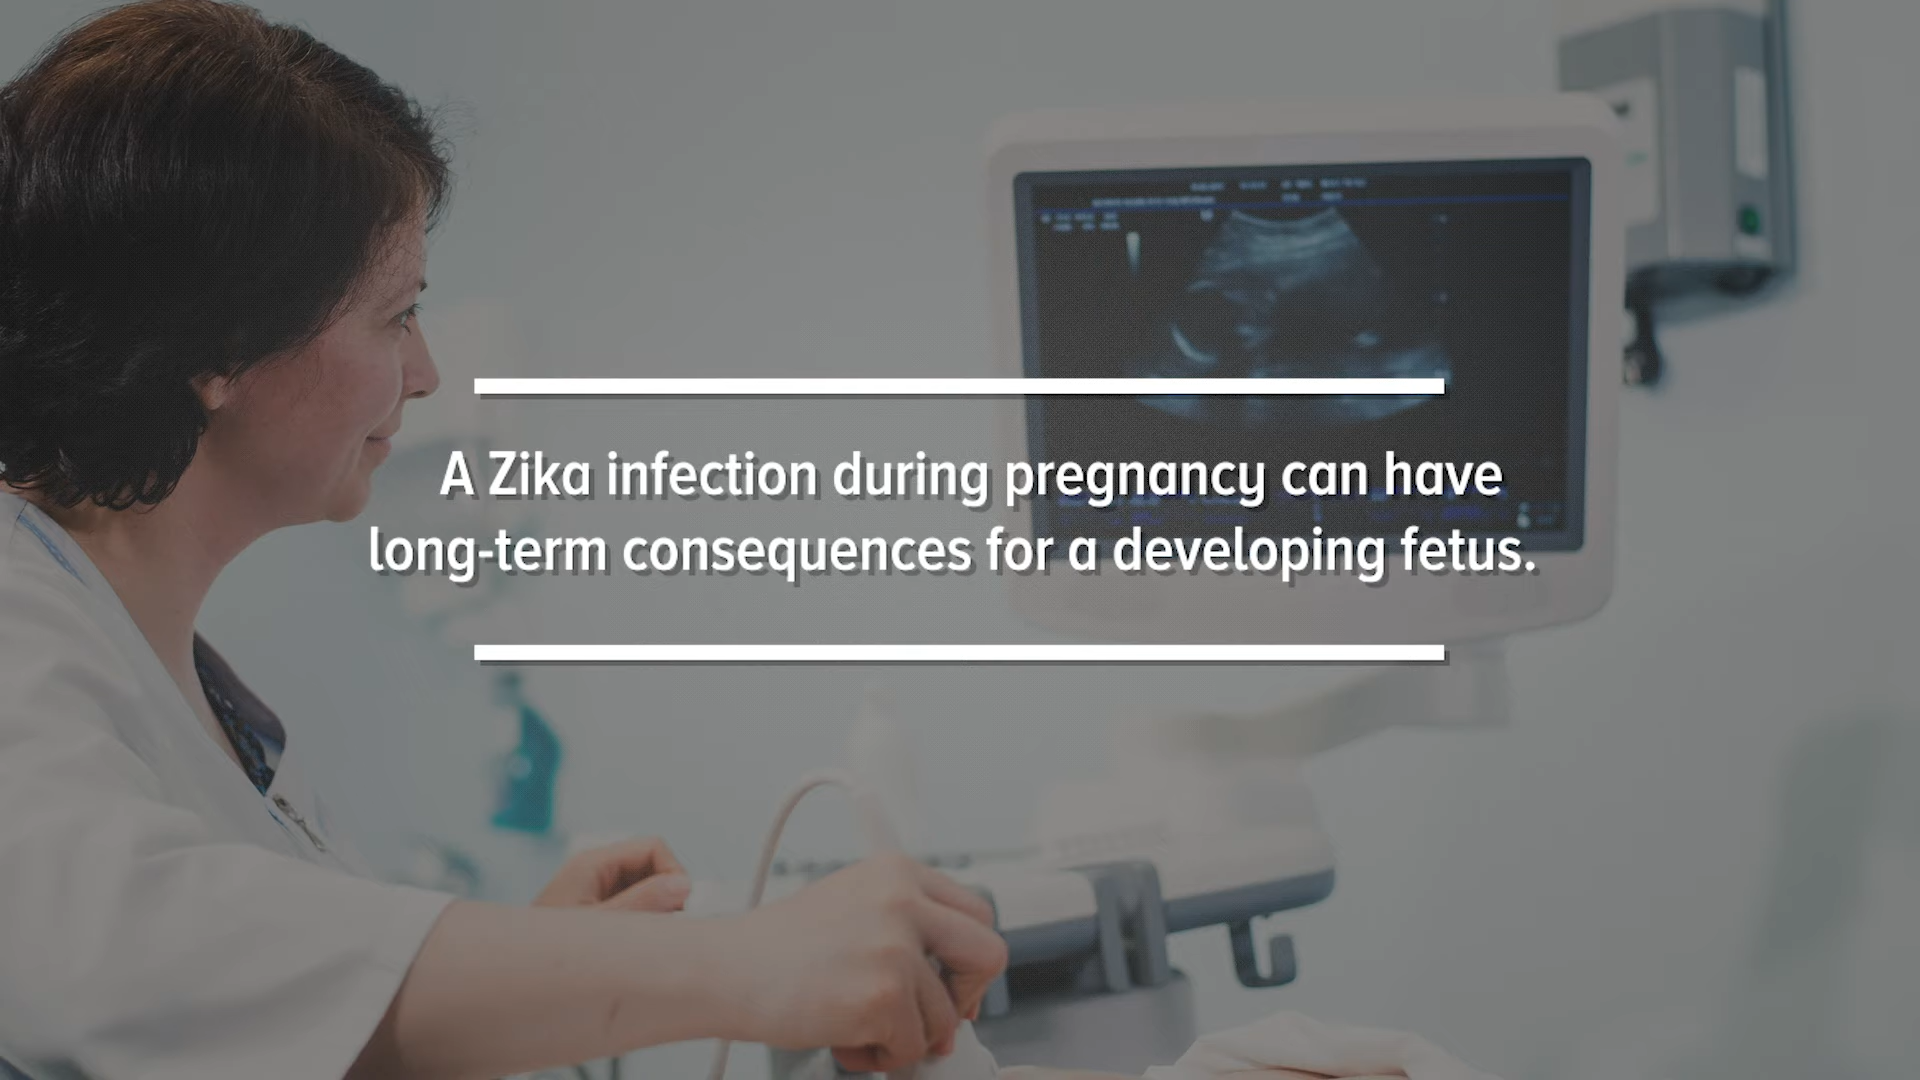 A Zika infection during pregnancy can have
long-term consequences for a developing fetus.